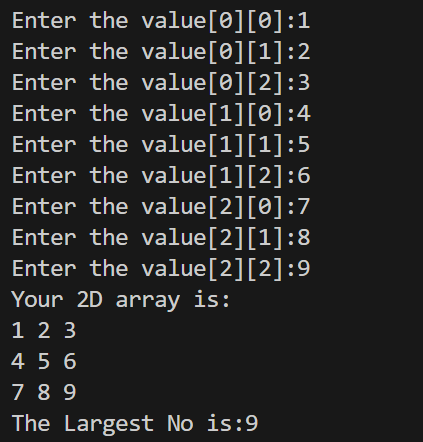 Enter the value[0][0]:1
Enter the value[0][1]:2
Enter the value[0][2]:3
Enter the value[1][0]:4
Enter the value[1][1]:5
Enter the value[1][2]:6
Enter the value[2][0]:7
Enter the value[2][1]:8
Enter the value[2][2]:9
Your 2D array is:
1 2 3
4 5 6
7 8 9
The Largest No is:9